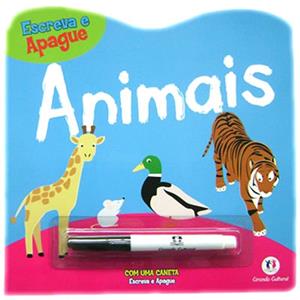 Escreva e
Apague
Animais
COM UMA CANETA
Escreva e Apague
Ciranda Cultural